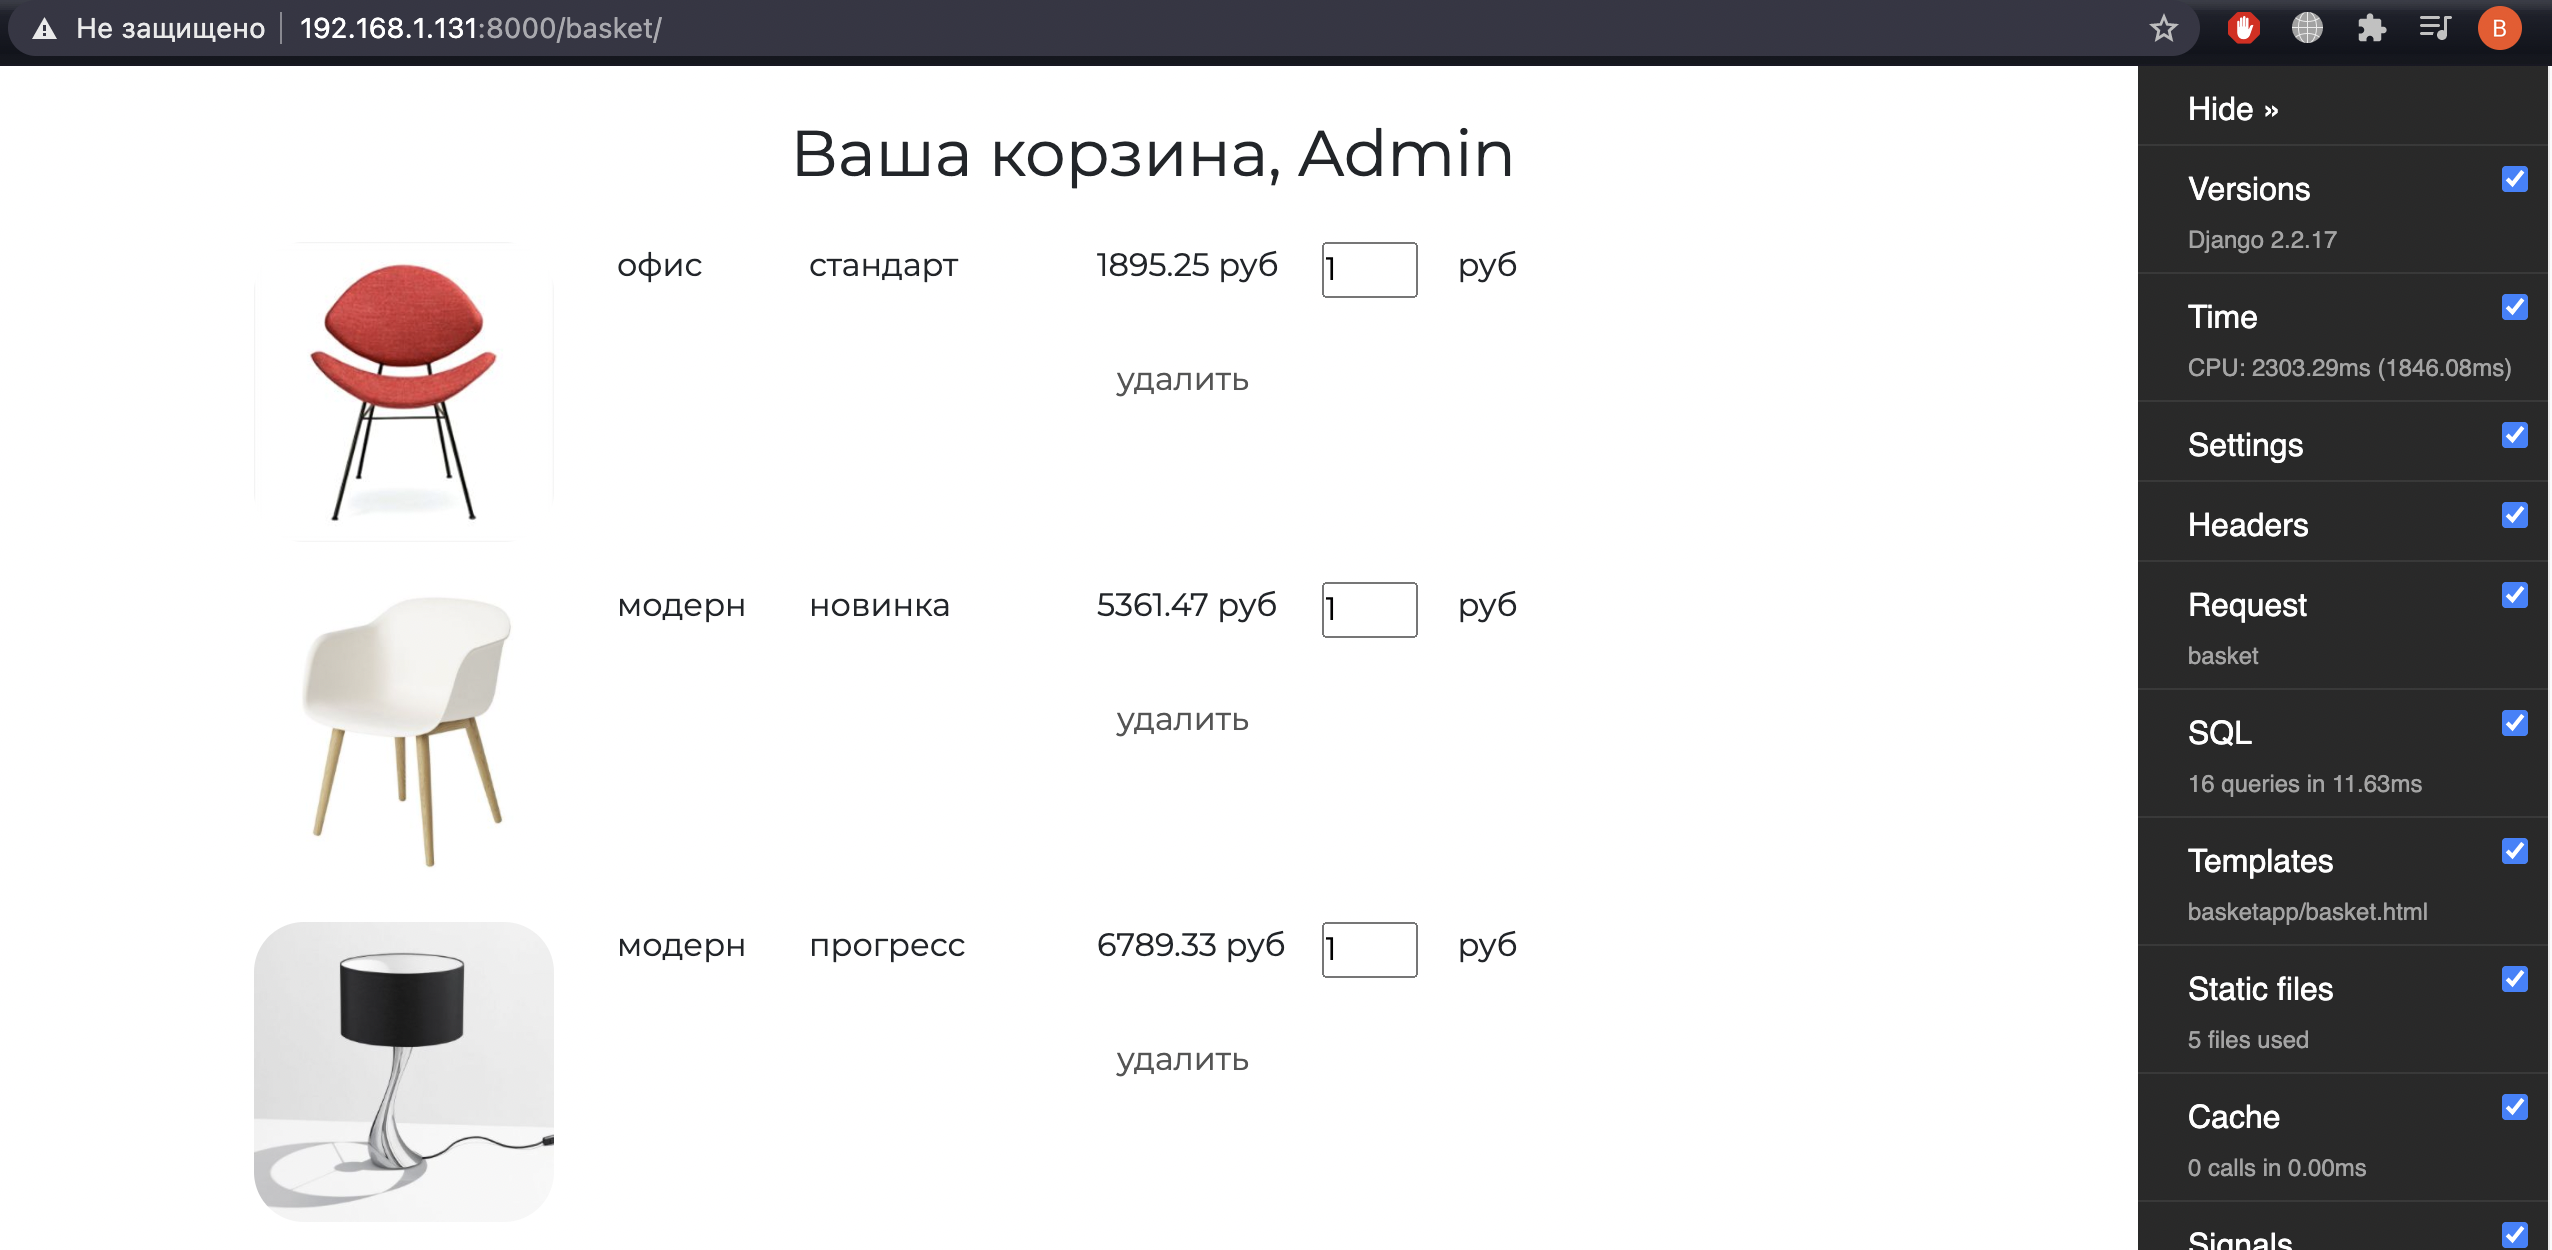 Не защищено 192.168.1.131:8000/basket/
B
Ваша корзина, Admin
офис стандарт 1895.25 руб 1 руб
удалить
модерн новинка 5361.47 руб 1 руб
удалить
модерн прогресс 6789.33 руб 1 руб
удалить
Hide »
Versions
Django 2.2.17
Time
CPU: 2303.29ms (1846.08ms)
Settings
Headers
Request
basket
SQL
16 queries in 11.63ms
Templates
basketapp/basket.html
Static files
5 files used
Cache
0 calls in 0.00ms
Signals